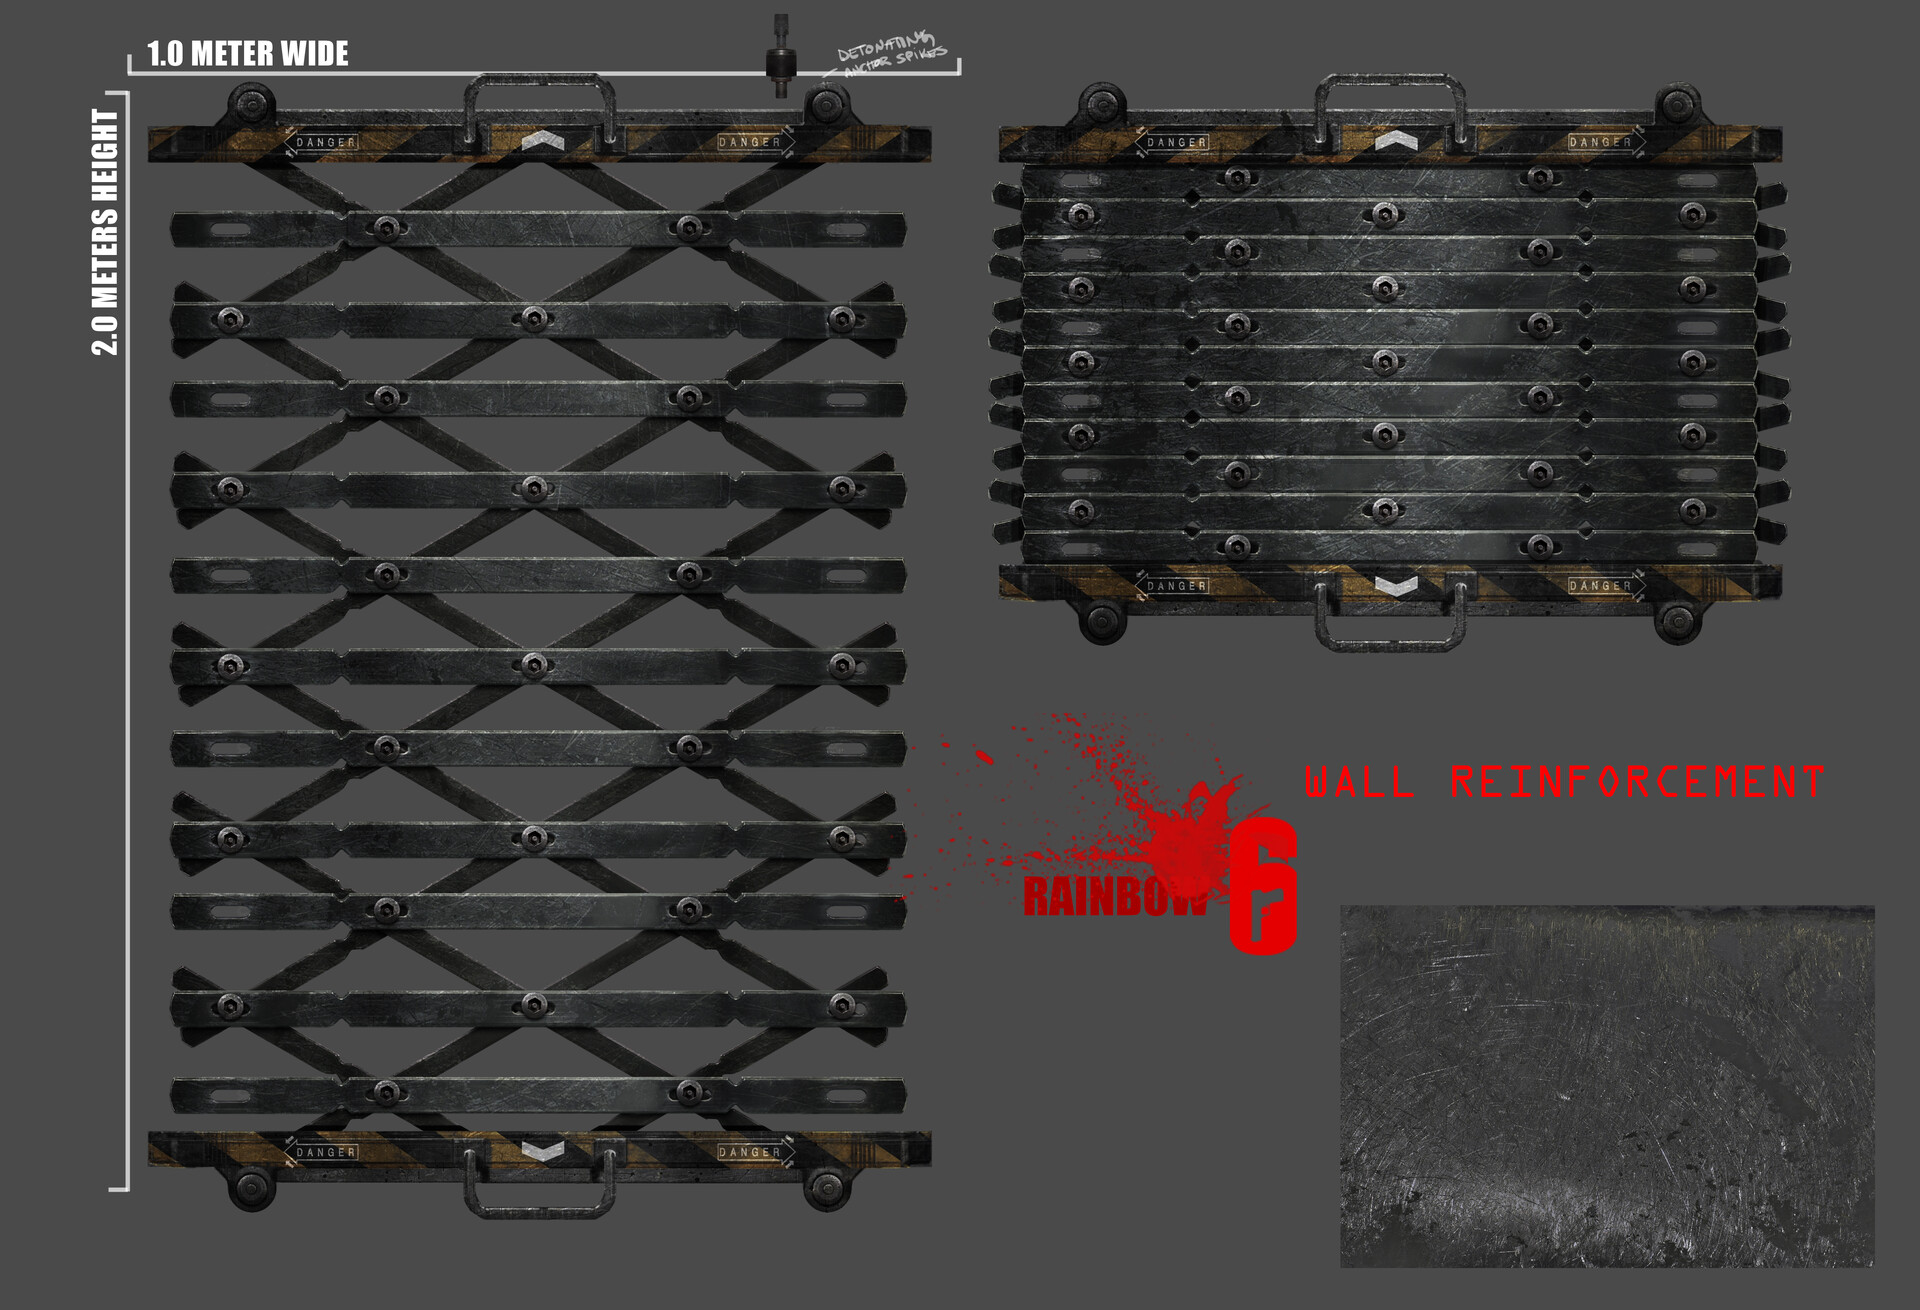 1.0 METER WIDE
DETONATING
ANCHOR SPIKES
2.0 METERS HEIGHT
DANGER DANGER
DANGER DANGER
DANGER DANGER
WALL REINFORCEMENT
RAINBOW 6
DANGER DANGER